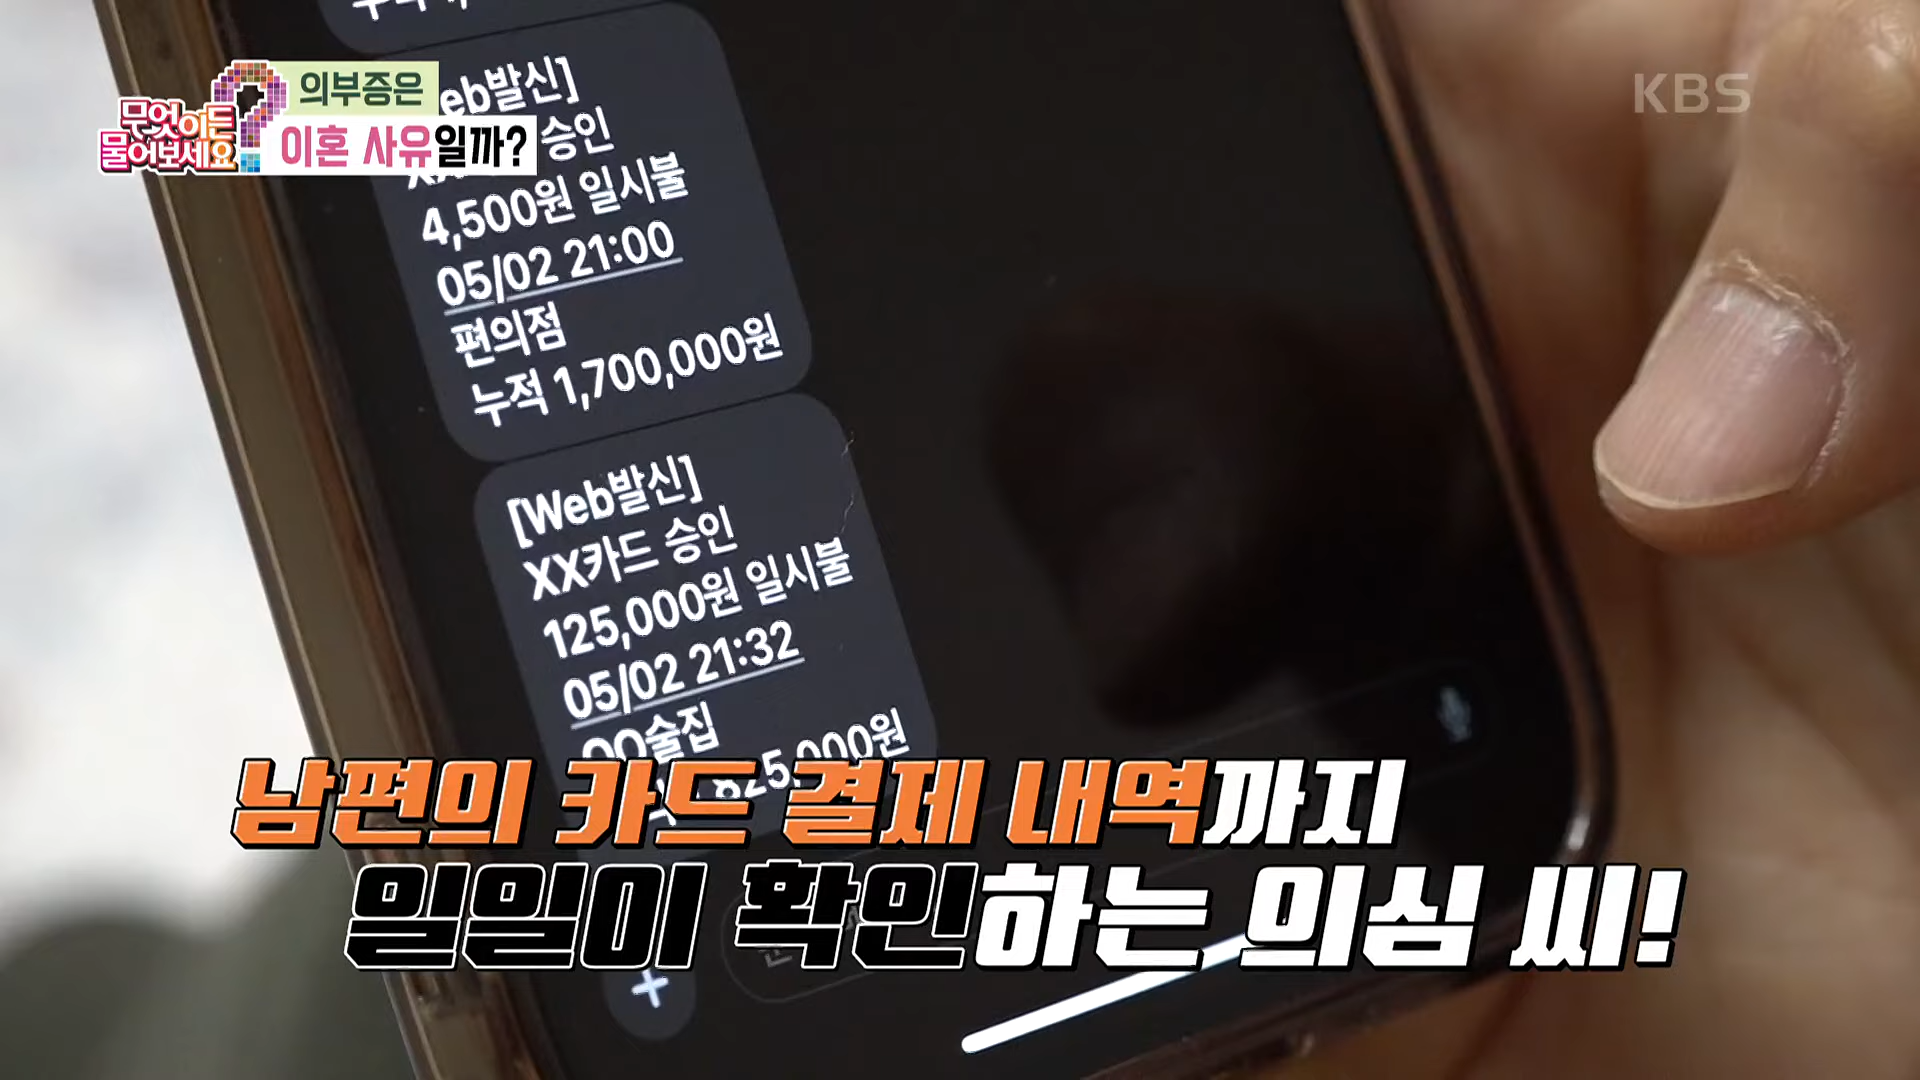 무엇이든
물어보세요
의부증은
이혼 사유일까?
KBS
eb발신]
승인
4,500원 일시불
05/02 21:00
편의점
누적 1,700,000원
[Web발신]
XX카드 승인
125,000원 일시불
05/02 21:32
OO술집
825,000원
남편의 카드 결제 내역까지
일일이 확인하는 의심 씨!